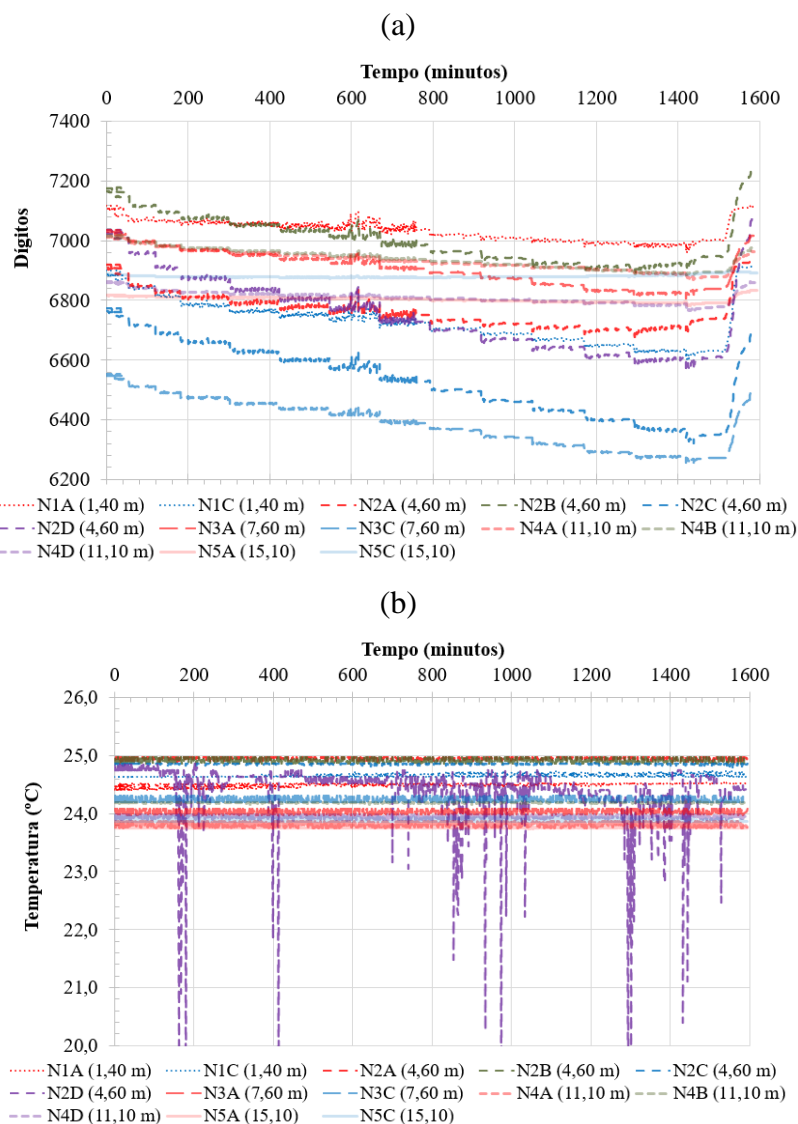 (a)
Tempo (minutos)
0 200 400 600 800 1000 1200 1400 1600
7400
7200
7000
6800
6600
6400
6200
Dígitos
N1A (1,40 m) N1C (1,40 m) N2A (4,60 m) N2B (4,60 m) N2C (4,60 m)
N2D (4,60 m) N3A (7,60 m) N3C (7,60 m) N4A (11,10 m) N4B (11,10 m)
N4D (11,10 m) N5A (15,10) N5C (15,10)
(b)
Tempo (minutos)
0 200 400 600 800 1000 1200 1400 1600
26,0
25,0
24,0
23,0
22,0
21,0
20,0
Temperatura (ºC)
N1A (1,40 m) N1C (1,40 m) N2A (4,60 m) N2B (4,60 m) N2C (4,60 m)
N2D (4,60 m) N3A (7,60 m) N3C (7,60 m) N4A (11,10 m) N4B (11,10 m)
N4D (11,10 m) N5A (15,10) N5C (15,10)